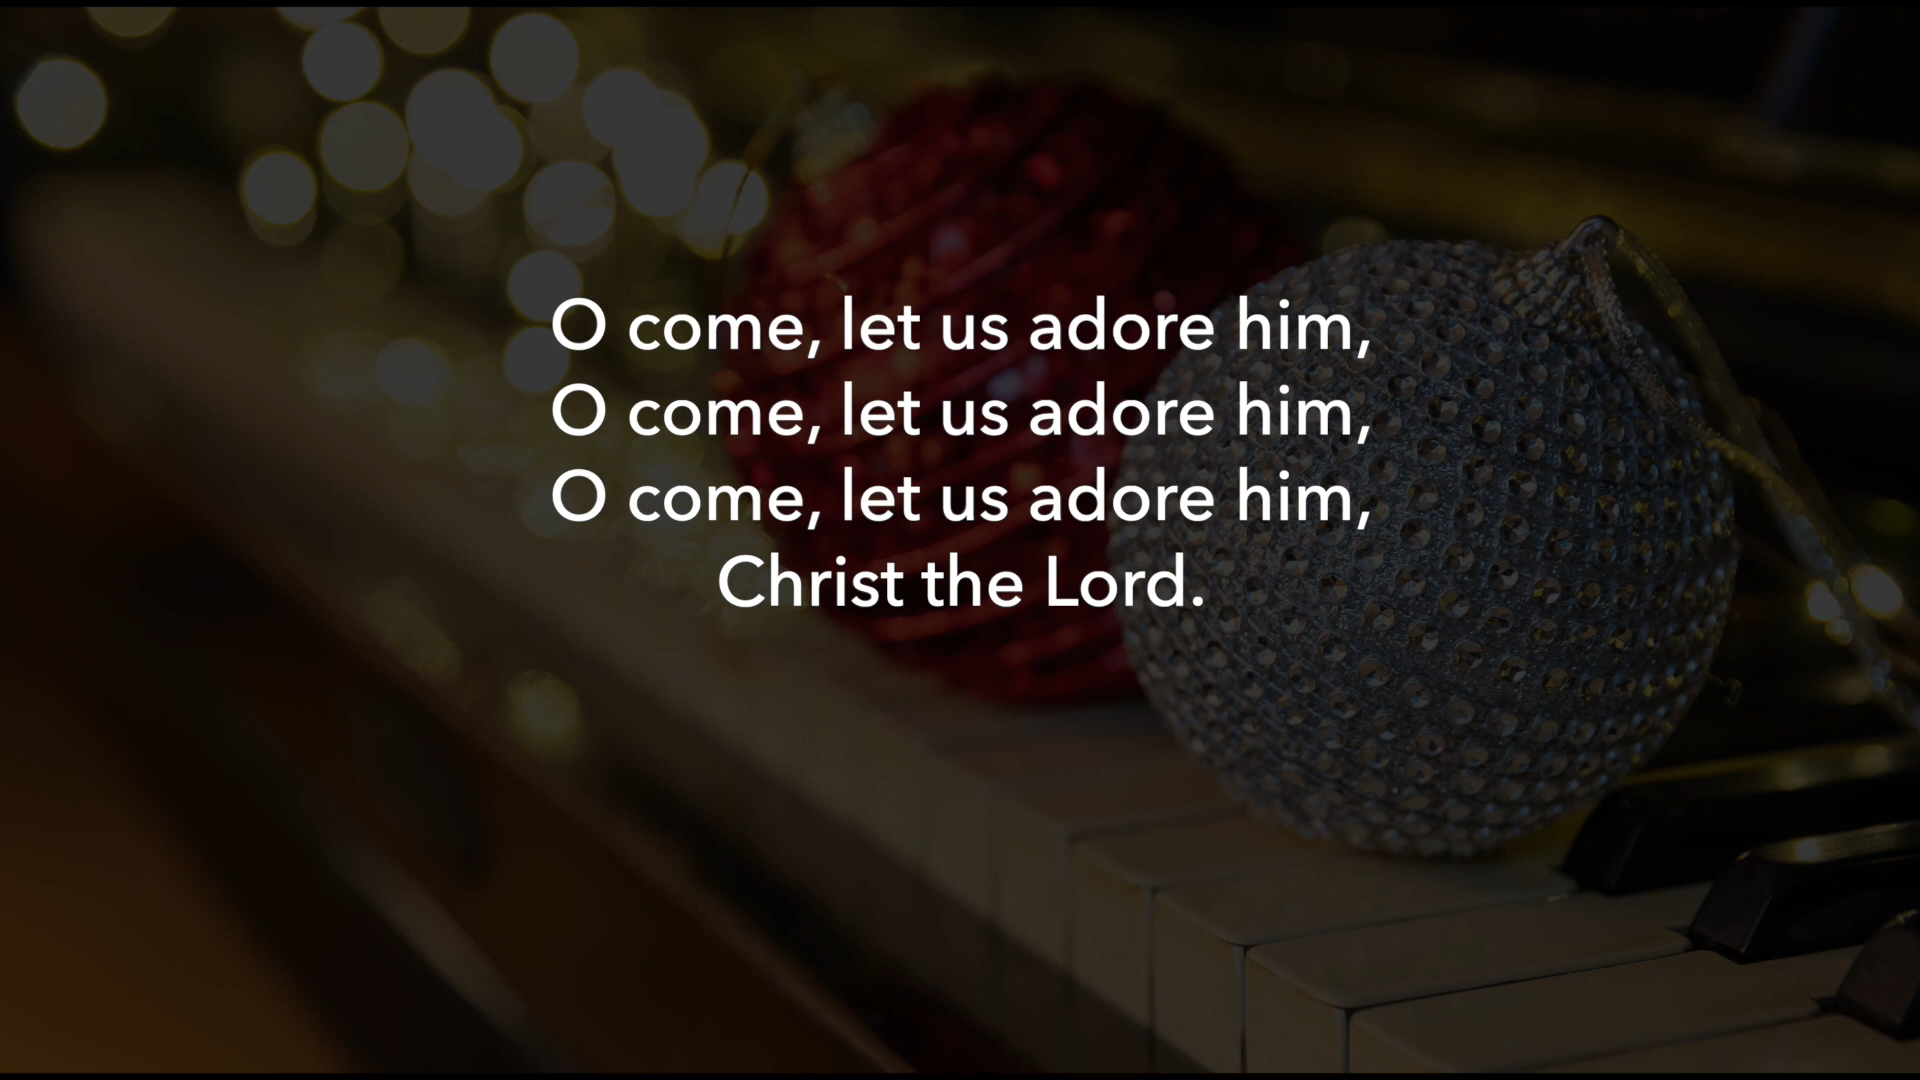 O come, let us adore him,
O come, let us adore him,
O come, let us adore him,
Christ the Lord.